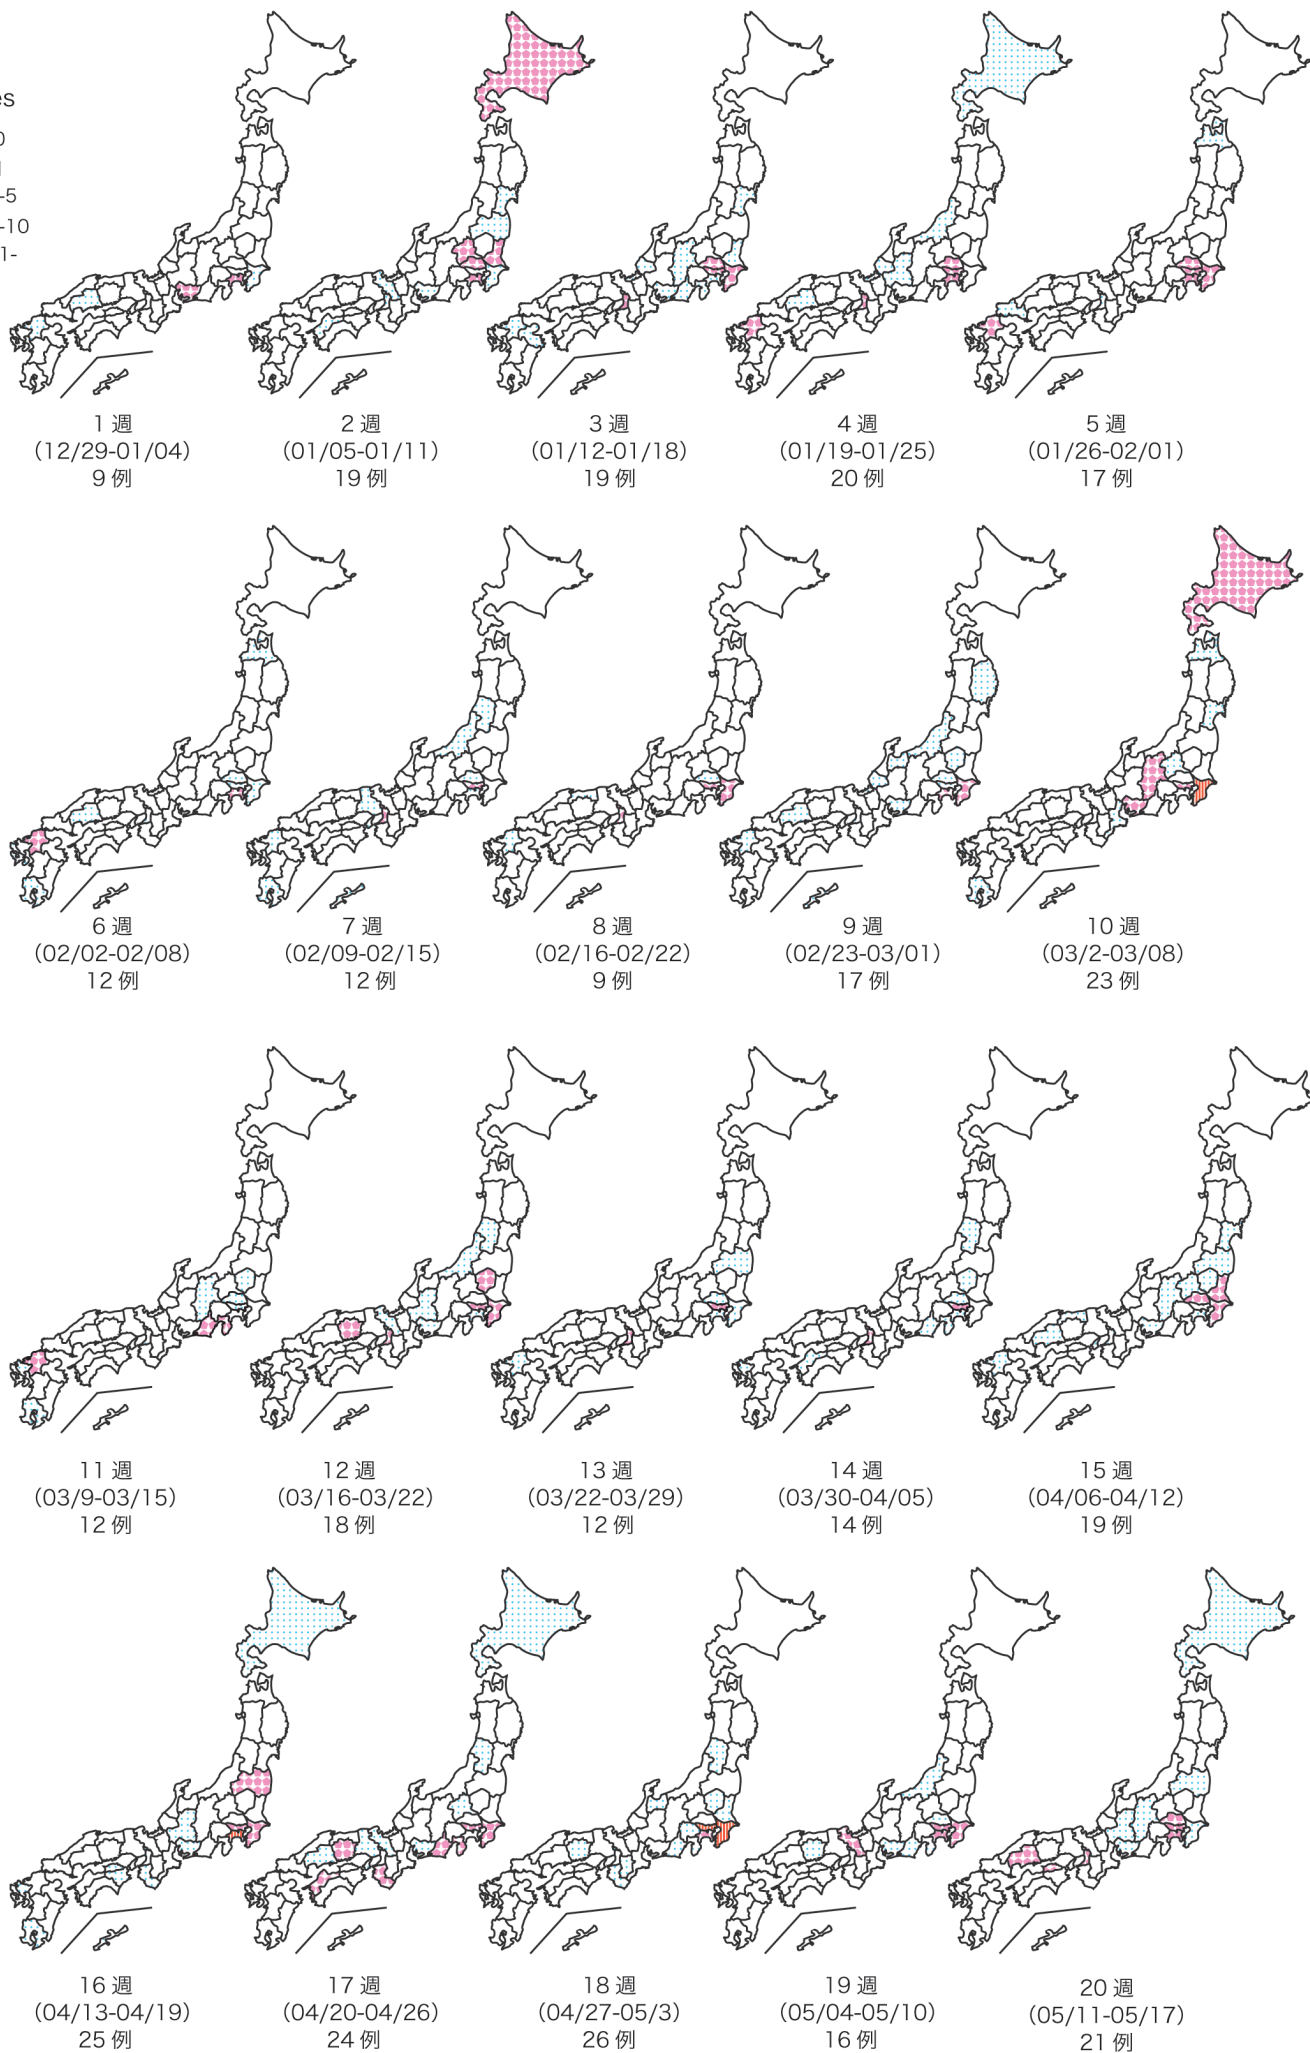 es
0
1
-5
-10
1-
1 週
(12/29-01/04)
9 例
2 週
(01/05-01/11)
19 例
3 週
(01/12-01/18)
19 例
4 週
(01/19-01/25)
20 例
5 週
(01/26-02/01)
17 例
6 週
(02/02-02/08)
12 例
7 週
(02/09-02/15)
12 例
8 週
(02/16-02/22)
9 例
9 週
(02/23-03/01)
17 例
10 週
(03/2-03/08)
23 例
11 週
(03/9-03/15)
12 例
12 週
(03/16-03/22)
18 例
13 週
(03/22-03/29)
12 例
14 週
(03/30-04/05)
14 例
15 週
(04/06-04/12)
19 例
16 週
(04/13-04/19)
25 例
17 週
(04/20-04/26)
24 例
18 週
(04/27-05/3)
26 例
19 週
(05/04-05/10)
16 例
20 週
(05/11-05/17)
21 例